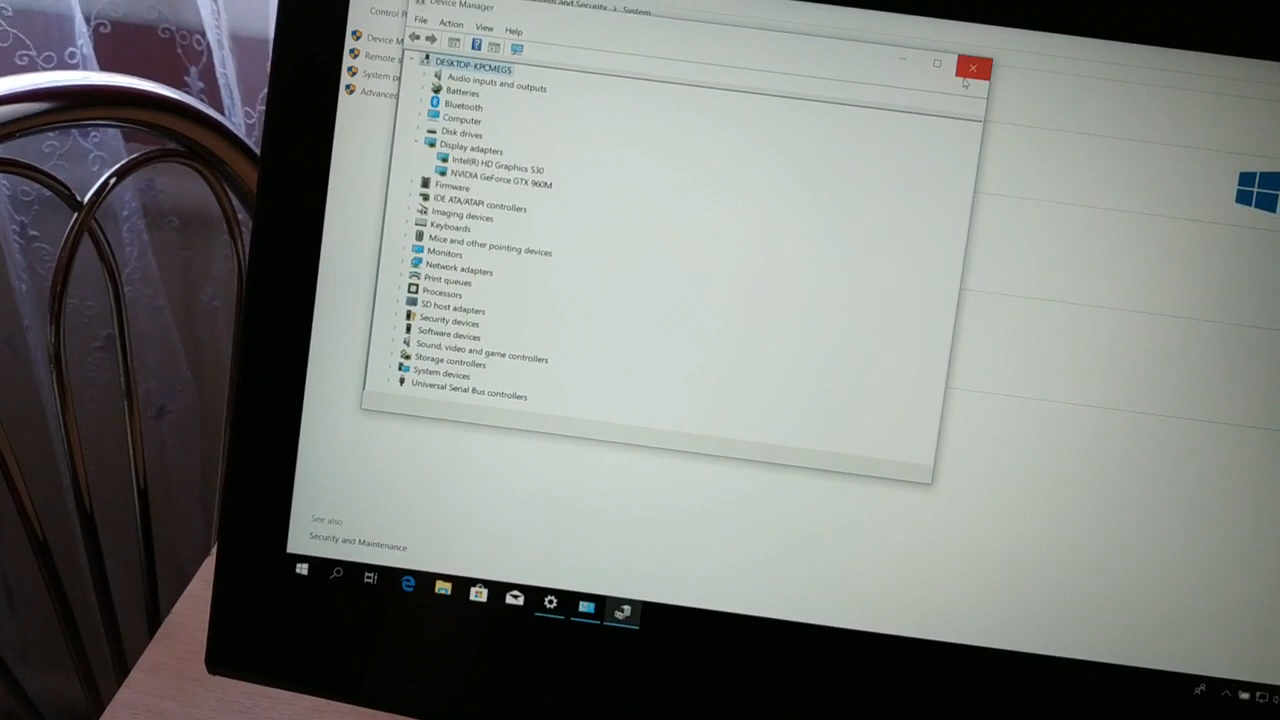 System
Device Manager
Control P
File Action View Help
Device M
Remote s
System p
Advanced
DESKTOP-KPCMEG5
Audio inputs and outputs
Batteries
Bluetooth
Computer
Disk drives
Display adapters
Intel(R) HD Graphics 530
NVIDIA GeForce GTX 960M
Firmware
IDE ATA/ATAPI controllers
Imaging devices
Keyboards
Mice and other pointing devices
Monitors
Network adapters
Print queues
Processors
SD host adapters
Security devices
Software devices
Sound, video and game controllers
Storage controllers
System devices
Universal Serial Bus controllers
See also
Security and Maintenance